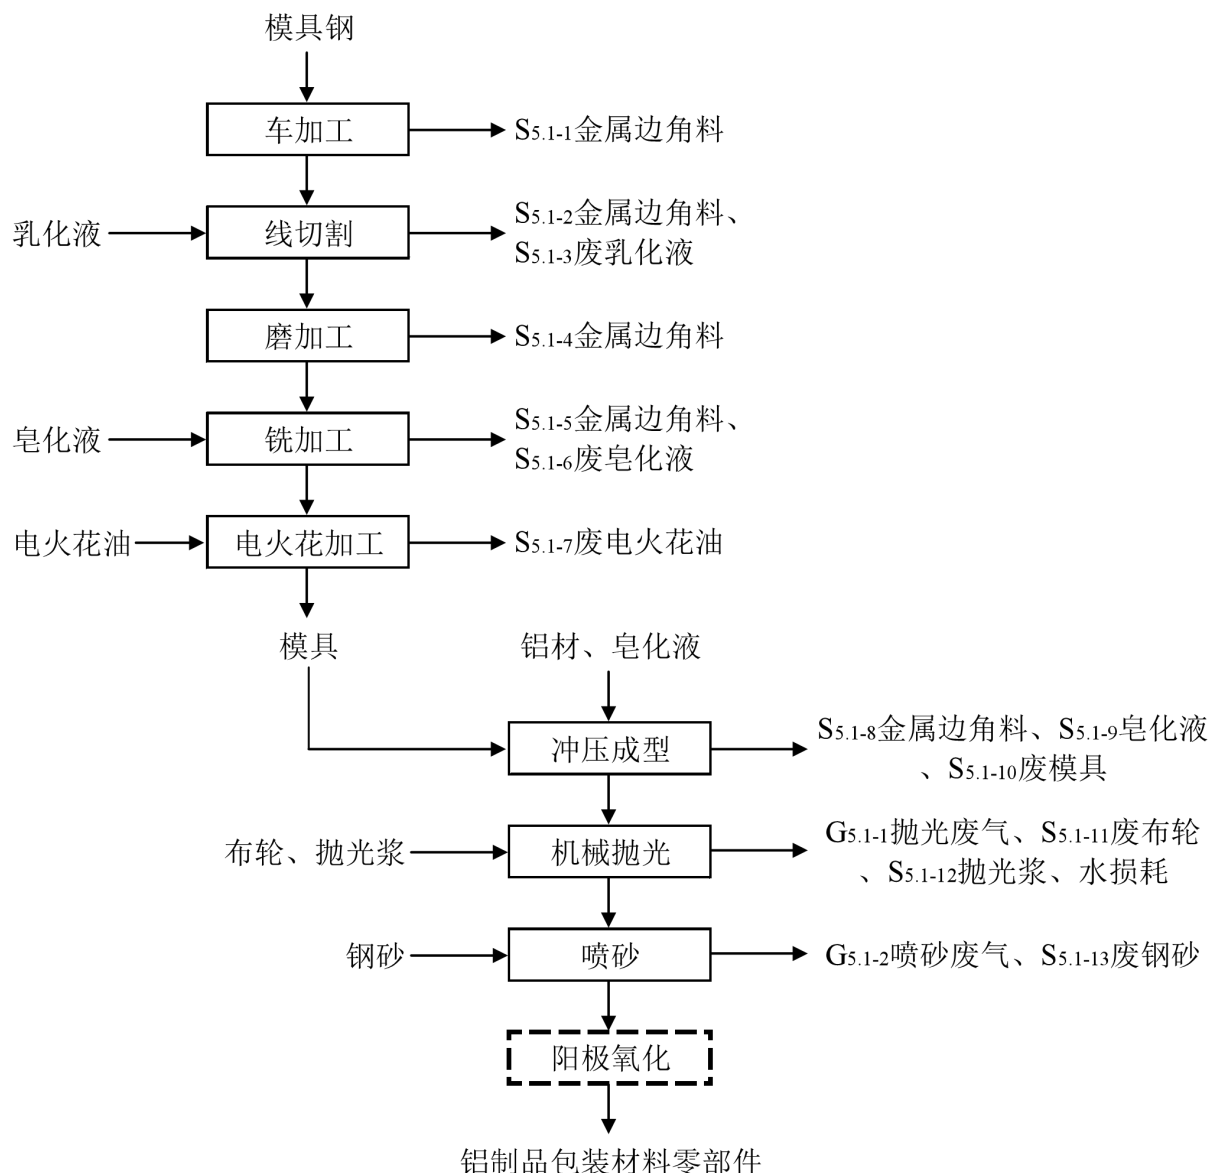 模具钢
车加工
S5.1-1金属边角料
乳化液
线切割
S5.1-2金属边角料、
S5.1-3废乳化液
磨加工
S5.1-4金属边角料
皂化液
铣加工
S5.1-5金属边角料、
S5.1-6废皂化液
电火花油
电火花加工
S5.1-7废电火花油
模具
铝材、皂化液
冲压成型
S5.1-8金属边角料、S5.1-9皂化液
、S5.1-10废模具
布轮、抛光浆
机械抛光
G5.1-1抛光废气、S5.1-11废布轮
、S5.1-12抛光浆、水损耗
钢砂
喷砂
G5.1-2喷砂废气、S5.1-13废钢砂
阳极氧化
铝制品包装材料零部件